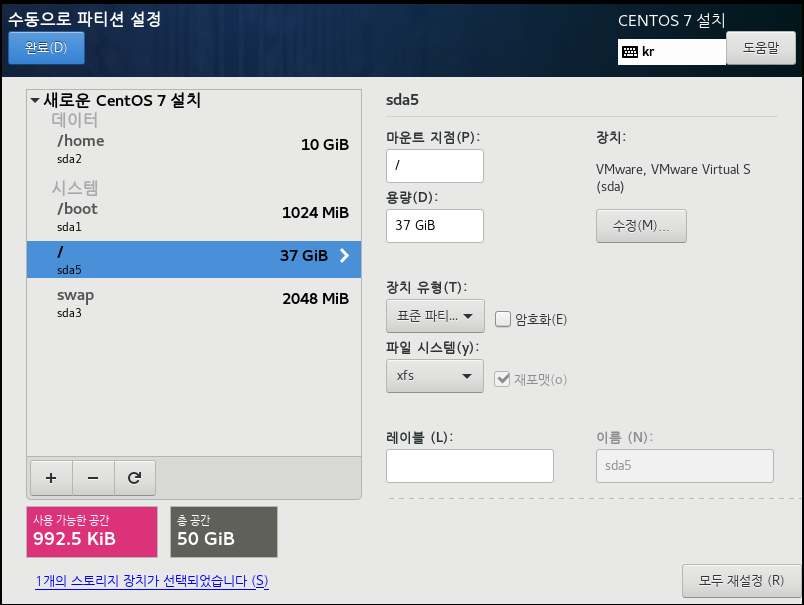 수동으로 파티션 설정
CENTOS 7 설치
완료(D)
kr
도움말
새로운 CentOS 7 설치
데이터
/home
10 GiB
sda2
시스템
/boot
1024 MiB
sda1
/
37 GiB
sda5
swap
2048 MiB
sda3
+
−
사용 가능한 공간
992.5 KiB
총 공간
50 GiB
1개의 스토리지 장치가 선택되었습니다 (S)
sda5
마운트 지점(P):
/
용량(D):
37 GiB
장치:
VMware, VMware Virtual S
(sda)
수정(M)...
장치 유형(T):
표준 파티...
암호화(E)
파일 시스템(y):
xfs
재포맷(o)
레이블 (L):
이름 (N):
sda5
모두 재설정 (R)